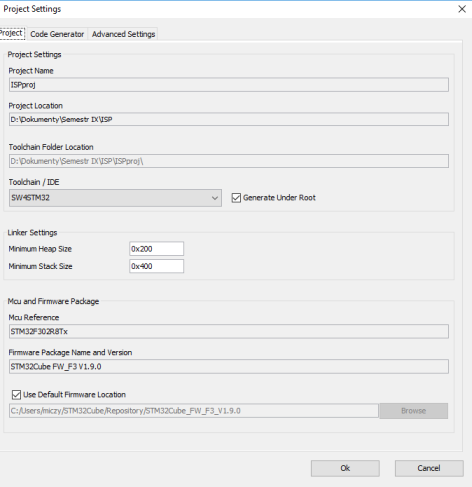 Project Settings
Project Code Generator Advanced Settings
Project Settings
Project Name
ISPproj
Project Location
D:\Dokumenty\Semestr IX\ISP
Toolchain Folder Location
D:\Dokumenty\Semestr IX\ISP\ISPproj\
Toolchain / IDE
SW4STM32 Generate Under Root
Linker Settings
Minimum Heap Size 0x200
Minimum Stack Size 0x400
Mcu and Firmware Package
Mcu Reference
STM32F302R8Tx
Firmware Package Name and Version
STM32Cube FW_F3 V1.9.0
Use Default Firmware Location
C:/Users/miczy/STM32Cube/Repository/STM32Cube_FW_F3_V1.9.0 Browse
Ok Cancel